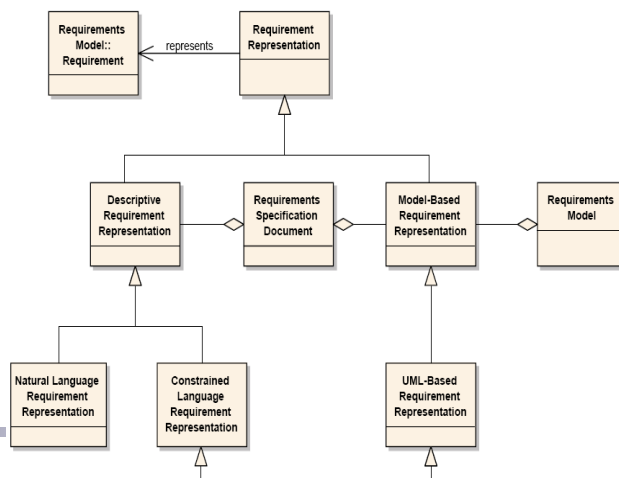 Requirements
Model::
Requirement
represents
Requirement
Representation
Descriptive
Requirement
Representation
Requirements
Specification
Document
Model-Based
Requirement
Representation
Requirements
Model
Natural Language
Requirement
Representation
Constrained
Language
Requirement
Representation
UML-Based
Requirement
Representation